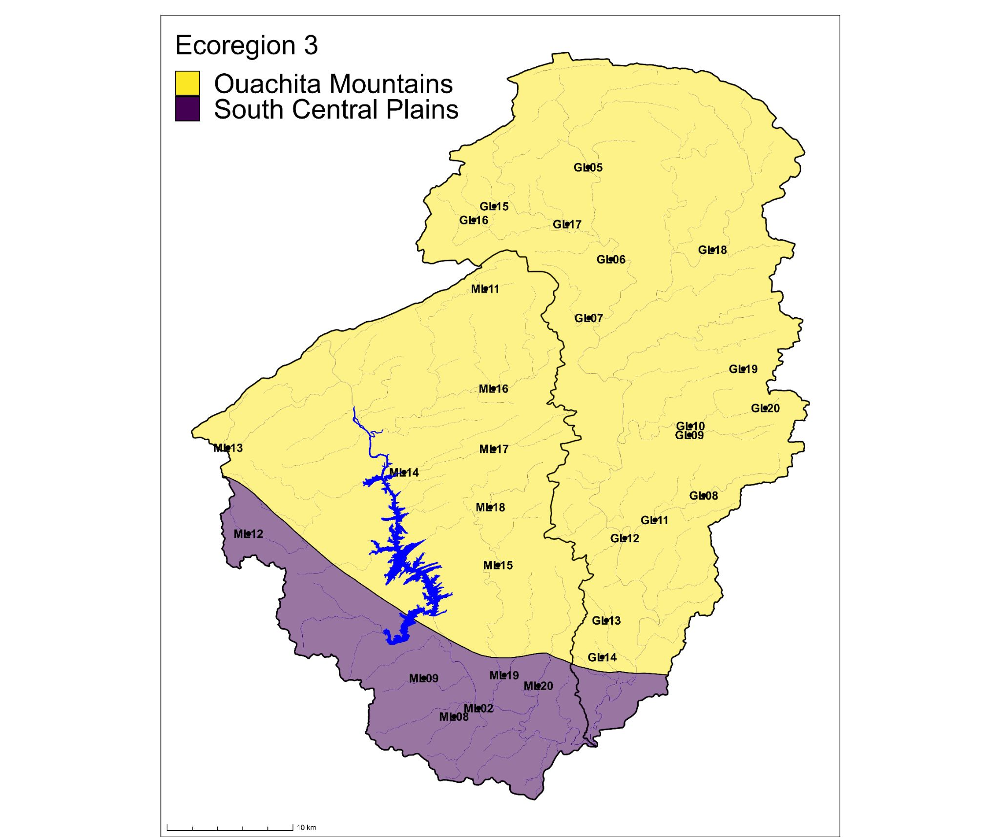 Ecoregion 3
Ouachita Mountains
South Central Plains
GL05
GL15
GL16
GL17
GL18
GL06
ML11
GL07
GL19
ML16
GL20
GL10
GL09
ML13
ML17
ML14
GL08
ML18
GL11
ML12
GL12
ML15
GL13
GL14
ML19
ML09
ML20
ML02
ML08
10 km